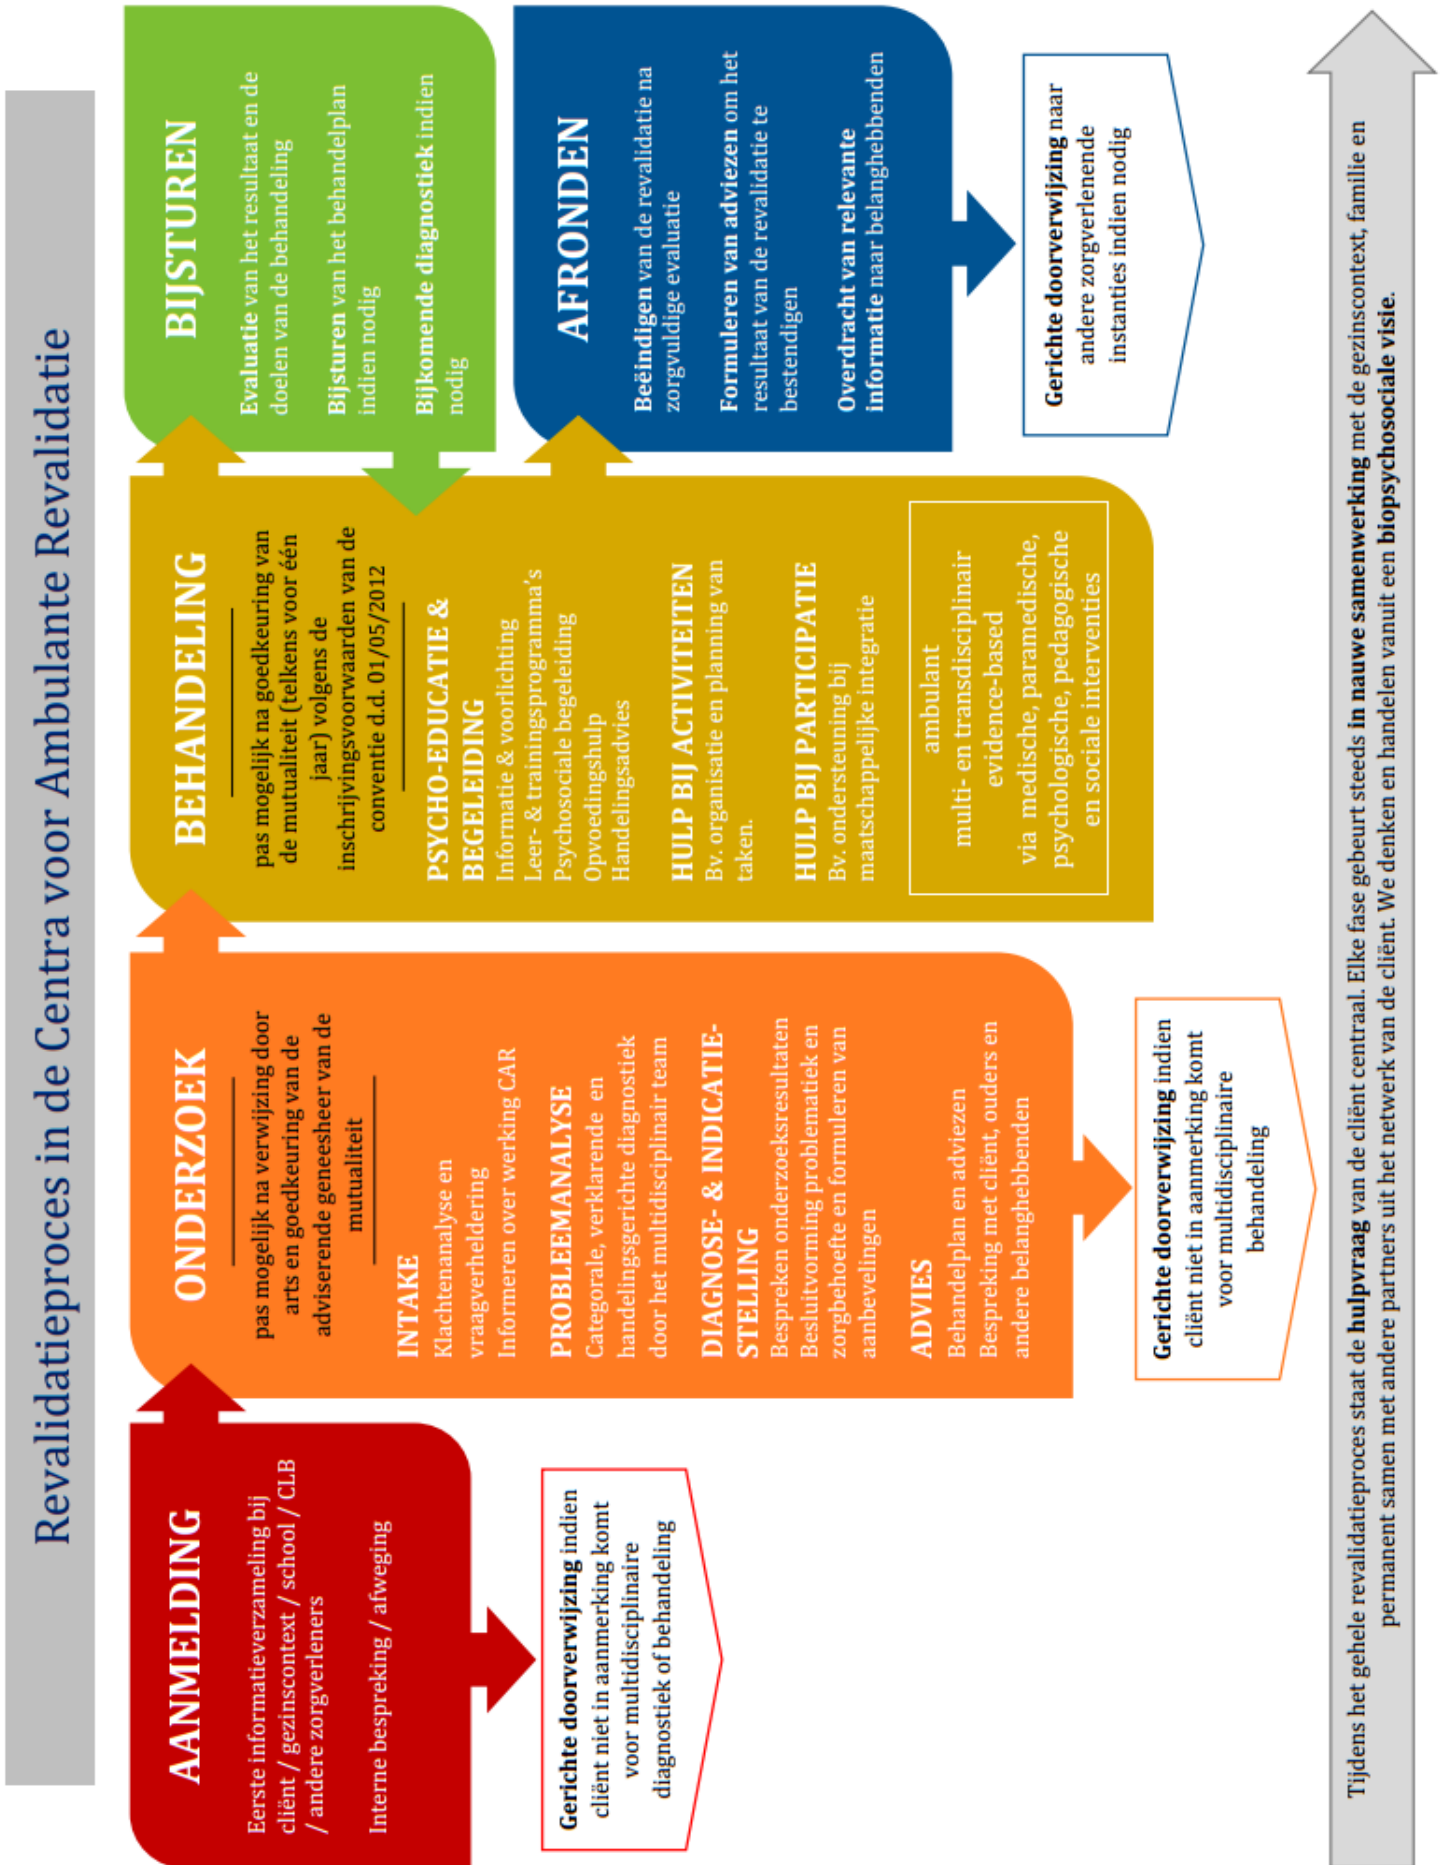 Revalidatieproces in de Centra voor Ambulante Revalidatie
AANMELDING
Eerste informatieverzameling bij
cliënt / gezinscontext / school / CLB
/ andere zorgverleners
Interne bespreking / afweging
Gerichte doorverwijzing indien
cliënt niet in aanmerking komt
voor multidisciplinaire
diagnostiek of behandeling
ONDERZOEK
pas mogelijk na verwijzing door
arts en goedkeuring van de
adviserende geneesheer van de
mutualiteit
INTAKE
Klachtenanalyse en
vraagverheldering
Informeren over werking CAR
PROBLEEMANALYSE
Categorale, verklarende en
handelingsgerichte diagnostiek
door het multidisciplinair team
DIAGNOSE- & INDICATIE-
STELLING
Bespreken onderzoeksresultaten
Besluitvorming problematiek en
zorgbehoefte en formuleren van
aanbevelingen
ADVIES
Behandelplan en adviezen
Bespreking met cliënt, ouders en
andere belanghebbenden
Gerichte doorverwijzing indien
cliënt niet in aanmerking komt
voor multidisciplinaire
behandeling
BEHANDELING
pas mogelijk na goedkeuring van
de mutualiteit (telkens voor één
jaar) volgens de
inschrijvingsvoorwaarden van de
conventie d.d. 01/05/2012
PSYCHO-EDUCATIE &
BEGELEIDING
Informatie & voorlichting
Leer- & trainingsprogramma's
Psychosociale begeleiding
Opvoedingshulp
Handelingsadvies
HULP BIJ ACTIVITEITEN
Bv. organisatie en planning van
taken.
HULP BIJ PARTICIPATIE
Bv. ondersteuning bij
maatschappelijke integratie
ambulant
multi- en transdisciplinair
evidence-based
via medische, paramedische,
psychologische, pedagogische
en sociale interventies
BIJSTUREN
Evaluatie van het resultaat en de
doelen van de behandeling
Bijsturen van het behandelplan
indien nodig
Bijkomende diagnostiek indien
nodig
AFRONDEN
Beëindigen van de revalidatie na
zorgvuldige evaluatie
Formuleren van adviezen om het
resultaat van de revalidatie te
bestendigen
Overdracht van relevante
informatie naar belanghebbenden
Gerichte doorverwijzing naar
andere zorgverlenende
instanties indien nodig
Tijdens het gehele revalidatieproces staat de hulpvraag van de cliënt centraal. Elke fase gebeurt steeds in nauwe samenwerking met de gezinscontext, familie en
permanent samen met andere partners uit het netwerk van de cliënt. We denken en handelen vanuit een biopsychosociale visie.